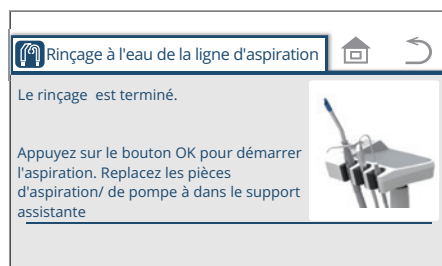 Rinçage à l'eau de la ligne d'aspiration
Le rinçage est terminé.
Appuyez sur le bouton OK pour démarrer
l'aspiration. Replacez les pièces
d'aspiration/ de pompe à dans le support
assistante